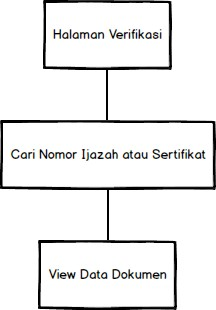 Halaman Verifikasi
Cari Nomor Ijazah atau Sertifikat
View Data Dokumen